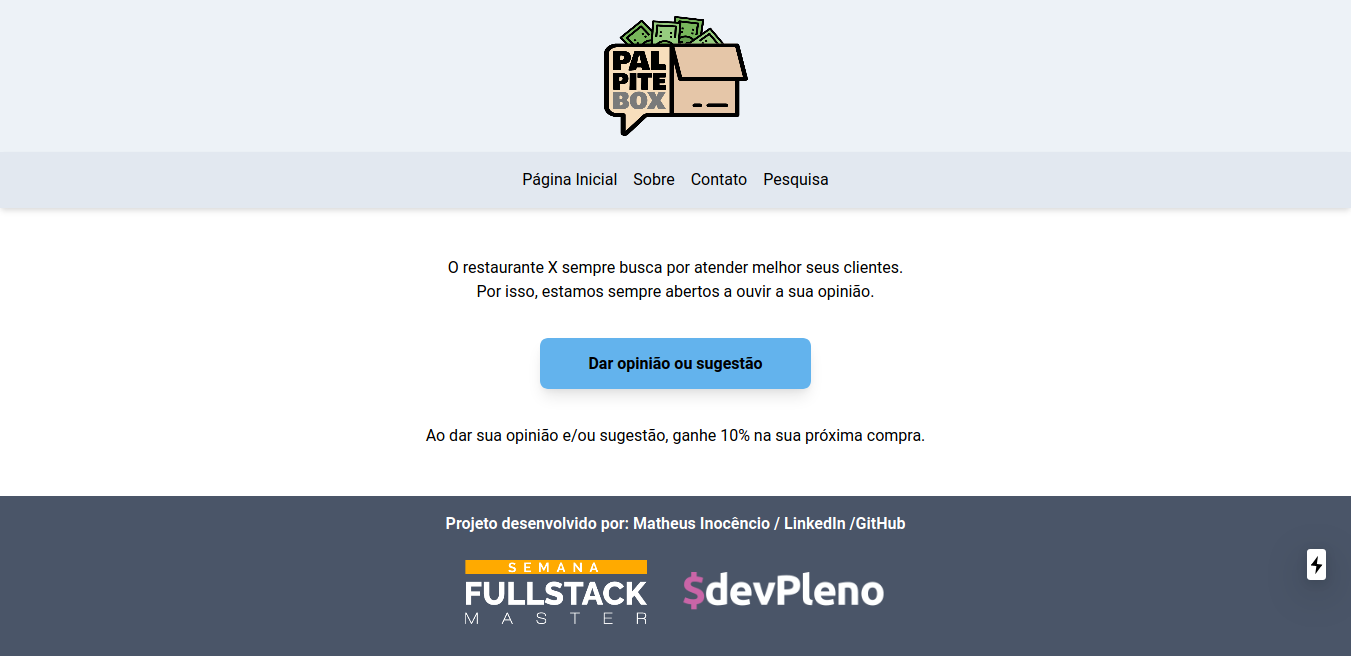 PAL
PITE
BOX
Página Inicial Sobre Contato Pesquisa
O restaurante X sempre busca por atender melhor seus clientes.
Por isso, estamos sempre abertos a ouvir a sua opinião.
Dar opinião ou sugestão
Ao dar sua opinião e/ou sugestão, ganhe 10% na sua próxima compra.
Projeto desenvolvido por: Matheus Inocêncio / LinkedIn /GitHub
SEMANA
FULLSTACK
MASTER
$devPleno